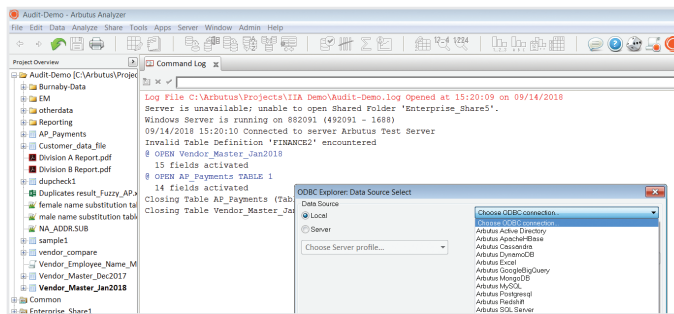 Audit-Demo - Arbutus Analyzer
File Edit Data Analyze Share Tools Apps Server Window Admin Help
Project Overview
Audit-Demo [C:\Arbutus\Projec
Burnaby-Data
EM
otherdata
Reporting
AP_Payments
Customer_data_file
Division A Report.pdf
Division B Report.pdf
dupcheck1
Duplicates result_Fuzzy_AP.x
female name substitution tal
male name substitution table
NA_ADDR.SUB
sample1
vendor_compare
Vendor_Employee_Name_M
Vendor_Master_Dec2017
Vendor_Master_Jan2018
Common
Enterprise_Share1
Command Log
Log File C:\Arbutus\Projects\IIA Demo\Audit-Demo.log Opened at 15:20:09 on 09/14/2018
Server is unavailable; unable to open Shared Folder 'Enterprise_Share5'.
Windows Server is running on 882091 (492091 - 1688)
09/14/2018 15:20:10 Connected to server Arbutus Test Server
Invalid Table Definition 'FINANCE2' encountered
@ OPEN Vendor_Master_Jan2018
15 fields activated
@ OPEN AP_Payments TABLE 1
14 fields activated
Closing Table AP_Payments (Tab
Closing Table Vendor_Master_Jan
ODBC Explorer: Data Source Select
Data Source
Local
Server
Choose Server profile...
Choose ODBC connection...
Choose ODBC connection...
Arbutus Active Directory
Arbutus ApacheHBase
Arbutus Cassandra
Arbutus DynamoDB
Arbutus Excel
Arbutus GoogleBigQuery
Arbutus MongoDB
Arbutus MySQL
Arbutus Postgresql
Arbutus Redshift
Arbutus SQL Server